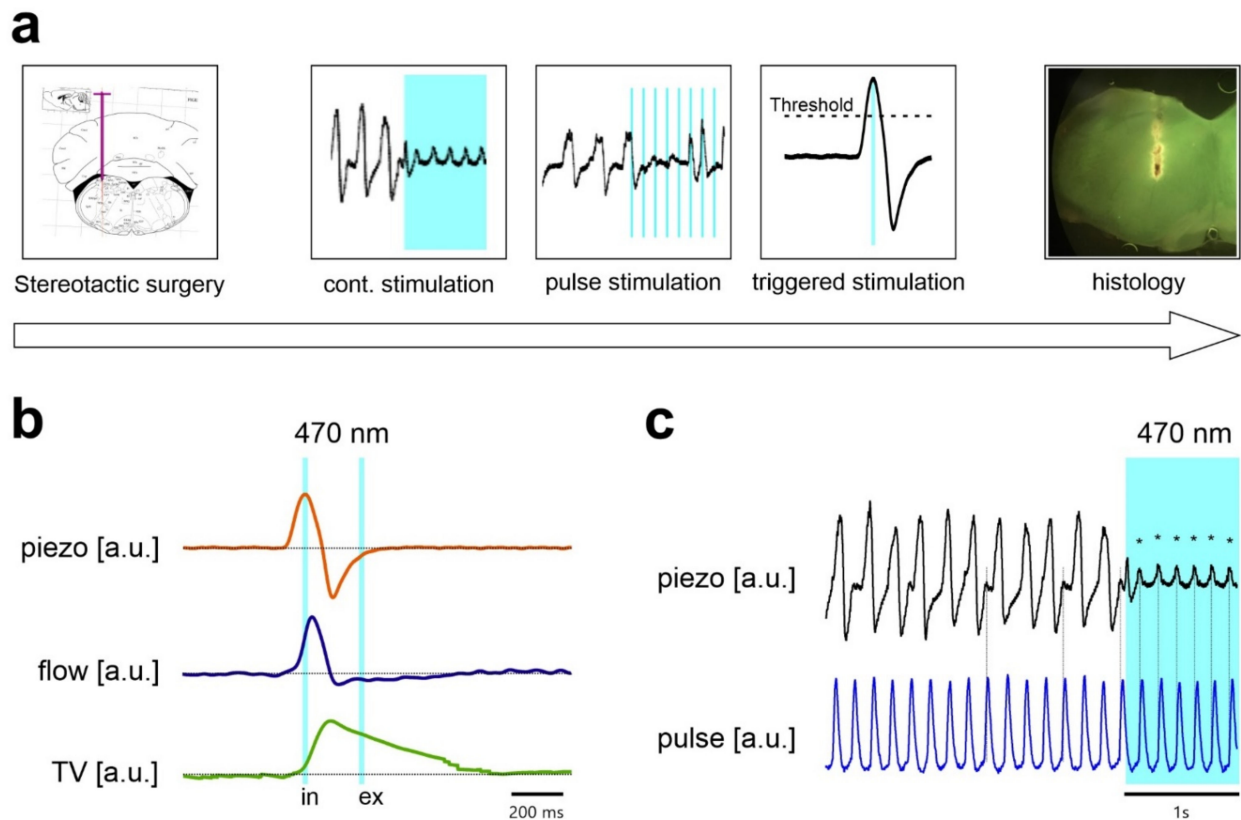 a
Threshold
Stereotactic surgery
cont. stimulation
pulse stimulation
triggered stimulation
histology
b
470 nm
piezo [a.u.]
flow [a.u.]
TV [a.u.]
in
ex
200 ms
c
470 nm
* * * * * *
piezo [a.u.]
pulse [a.u.]
1s